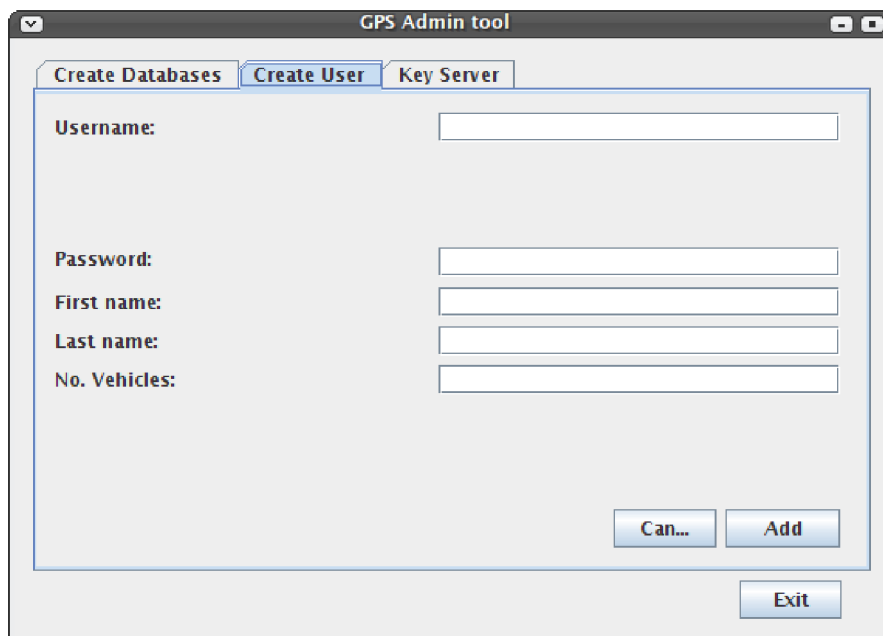 GPS Admin tool
Create Databases Create User Key Server
Username:
Password:
First name:
Last name:
No. Vehicles:
Can... Add
Exit